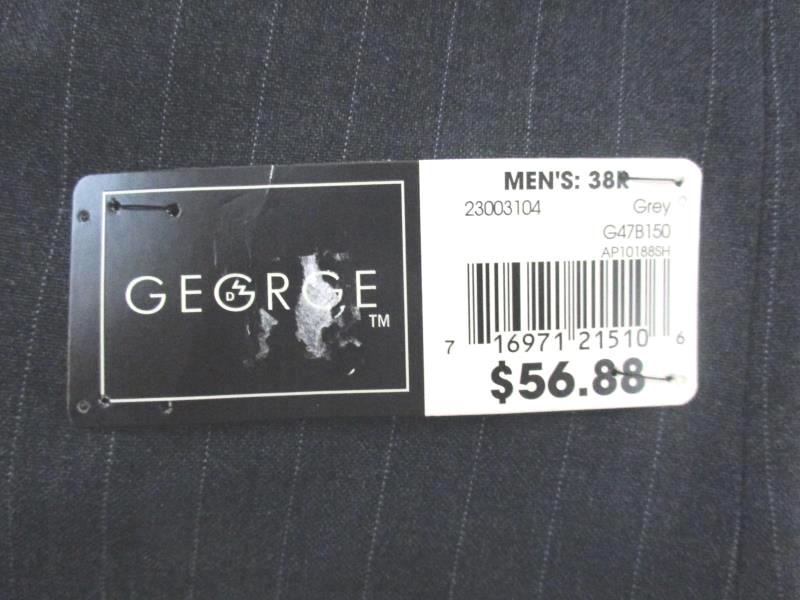 GEORGE
TM
MEN'S: 38R
23003104 Grey
G47B150
AP10188SH
7 16971 21510 6
$56.88